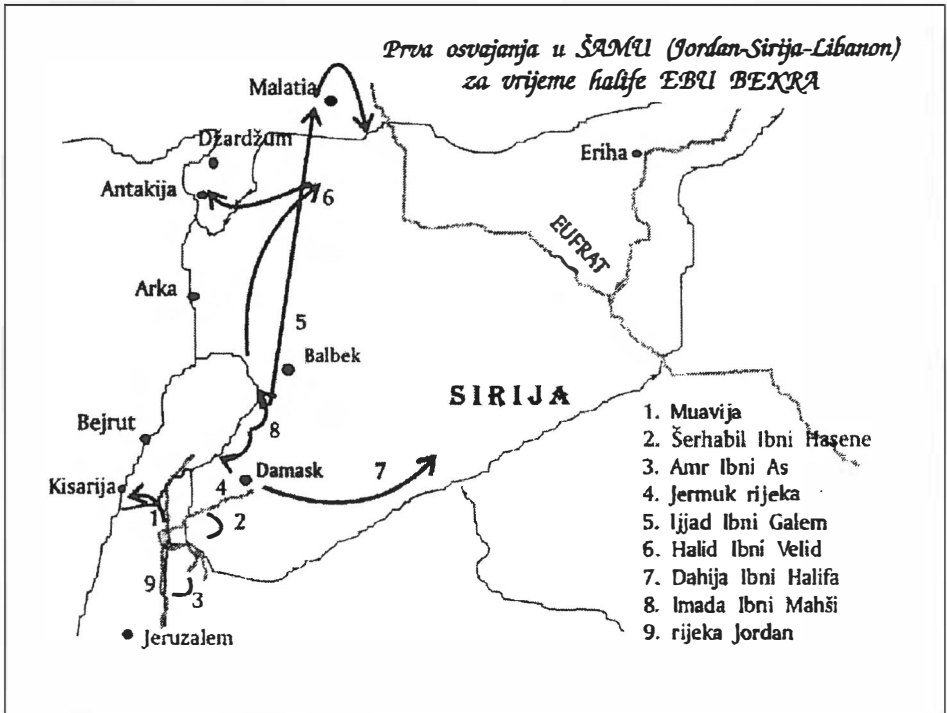 Prva osvajanja u ŠAMU (Jordan-Sirija-Libanon)
za vrijeme halife EBU BEKRA
Malatia
Džardžum
Eriha
Antakija
6
EUFRAT
Arka
5
Balbek
SIRIJA
8
Bejrut
Damask
7
Kisarija
4
1
2
9
3
Jeruzalem
1. Muavija
2. Šerhabil Ibni Hasene
3. Amr Ibni As
4. Jermuk rijeka
5. Ijjad Ibni Galem
6. Halid Ibni Velid
7. Dahija Ibni Halifa
8. Imada Ibni Mahši
9. rijeka Jordan